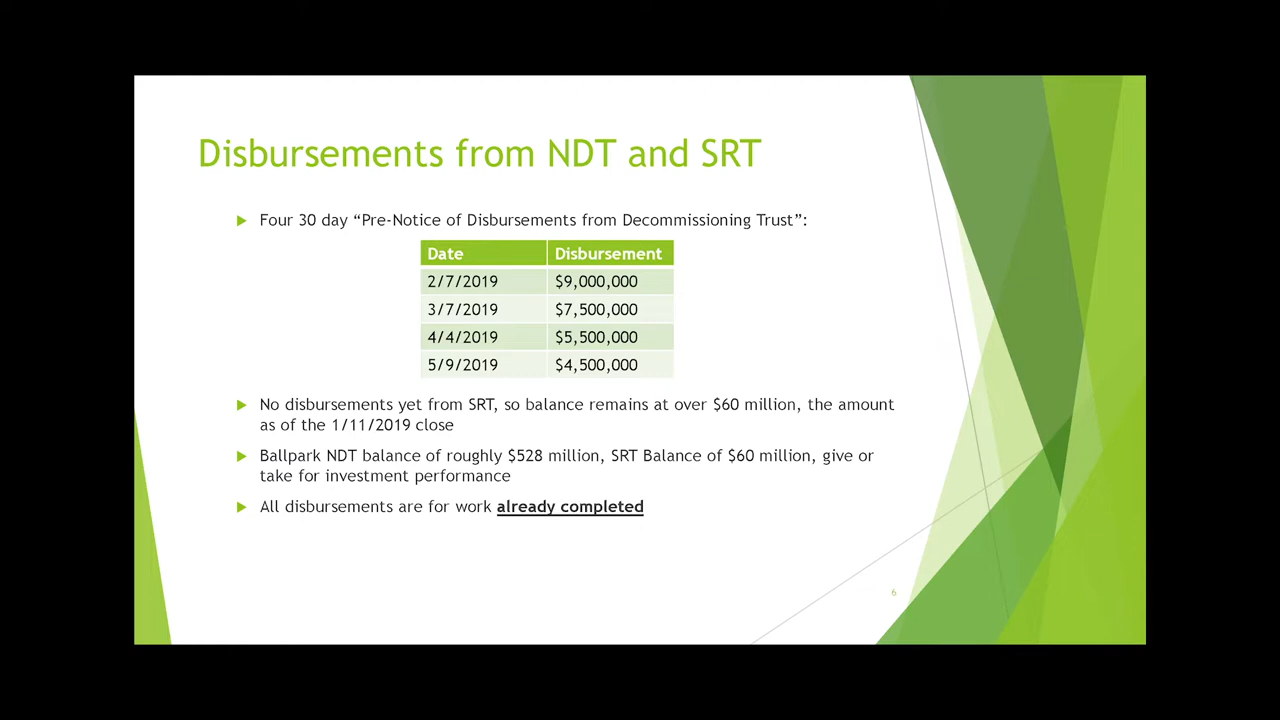 Disbursements from NDT and SRT
Four 30 day “Pre-Notice of Disbursements from Decommissioning Trust”:
Date Disbursement
2/7/2019 $9,000,000
3/7/2019 $7,500,000
4/4/2019 $5,500,000
5/9/2019 $4,500,000
No disbursements yet from SRT, so balance remains at over $60 million, the amount
as of the 1/11/2019 close
Ballpark NDT balance of roughly $528 million, SRT Balance of $60 million, give or
take for investment performance
All disbursements are for work already completed
6